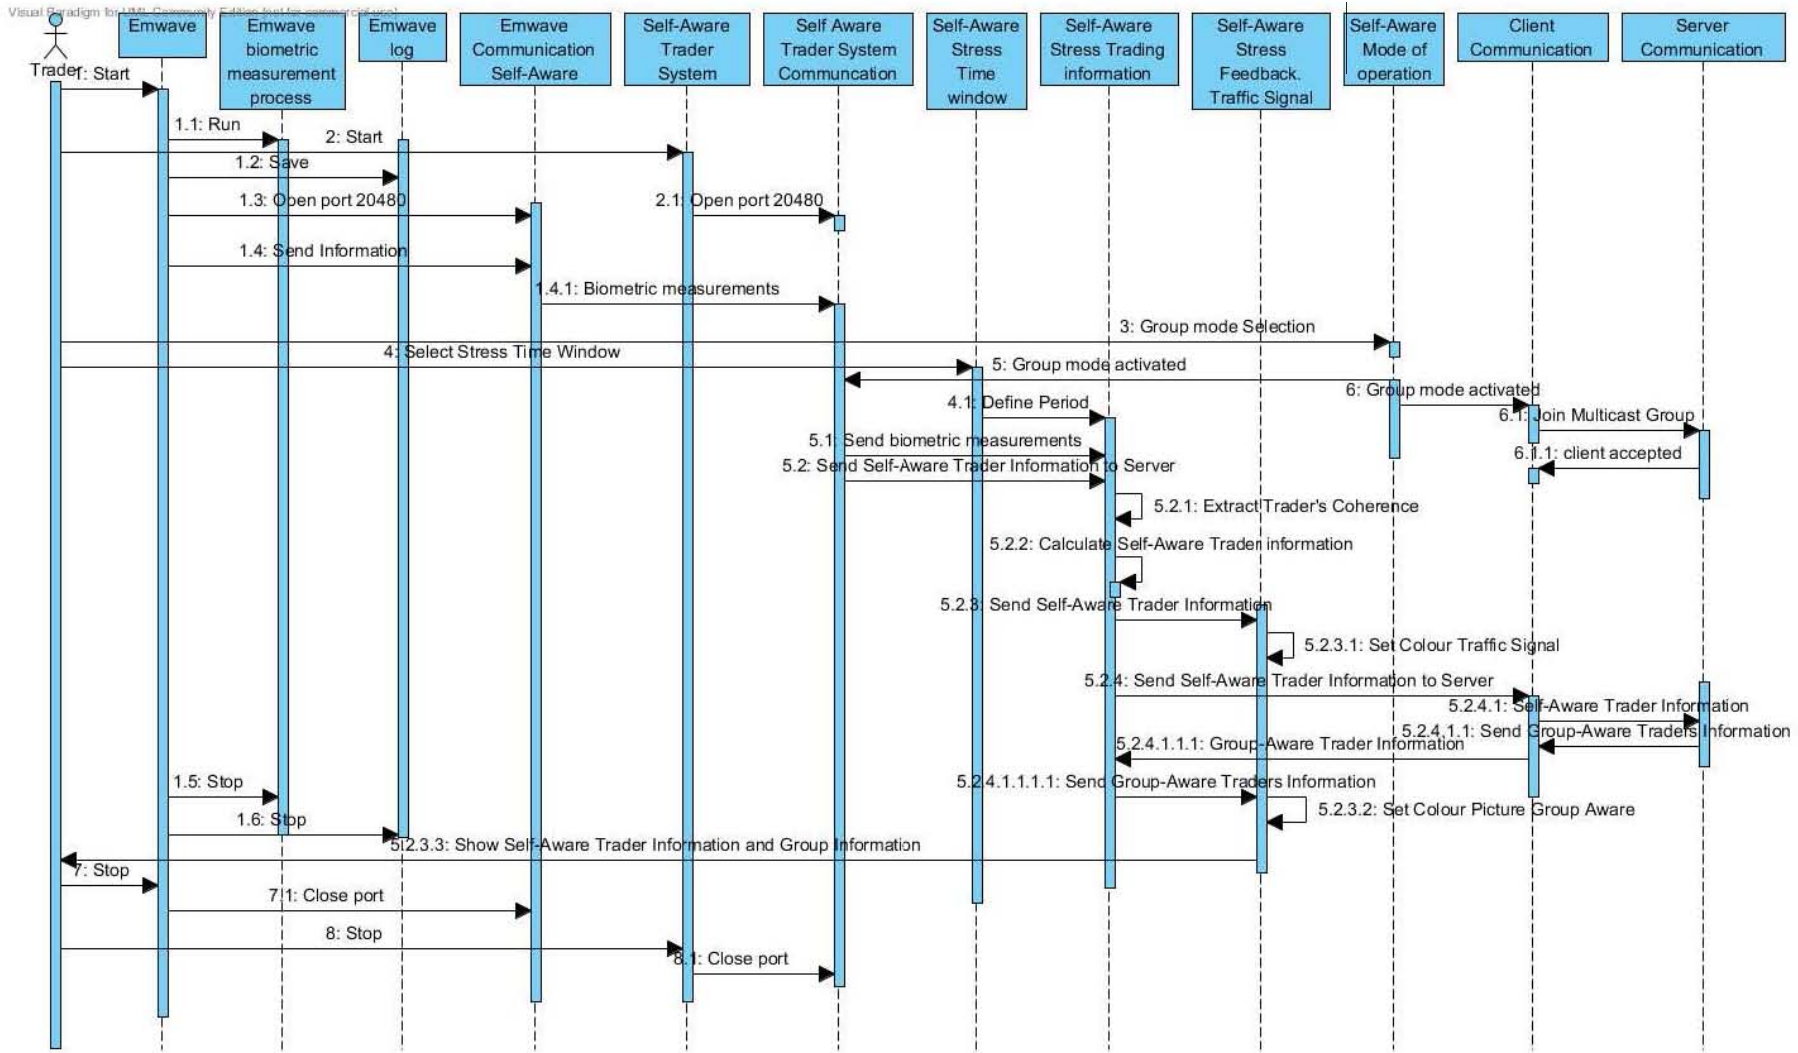 Visual Paradigm for UML Community Edition [not for commercial use]
Trader
Emwave
Emwave
biometric
measurement
process
Emwave
log
Emwave
Communication
Self-Aware
Self-Aware
Trader
System
Self Aware
Trader System
Communcation
Self-Aware
Stress
Time
window
Self-Aware
Stress Trading
information
Self-Aware
Stress
Feedback.
Traffic Signal
Self-Aware
Mode of
operation
Client
Communication
Server
Communication
1: Start
1.1: Run
2: Start
1.2: Save
1.3: Open port 20480
2.1: Open port 20480
1.4: Send Information
1.4.1: Biometric measurements
3: Group mode Selection
4: Select Stress Time Window
5: Group mode activated
6: Group mode activated
4.1: Define Period
6.1: Join Multicast Group
5.1: Send biometric measurements
6.1.1: client accepted
5.2: Send Self-Aware Trader Information to Server
5.2.1: Extract Trader's Coherence
5.2.2: Calculate Self-Aware Trader information
5.2.3: Send Self-Aware Trader Information
5.2.3.1: Set Colour Traffic Signal
5.2.4: Send Self-Aware Trader Information to Server
5.2.4.1: Self-Aware Trader Information
5.2.4.1.1: Send Group-Aware Traders Information
5.2.4.1.1.1: Group-Aware Trader Information
5.2.4.1.1.1.1: Send Group-Aware Traders Information
1.5: Stop
5.2.3.2: Set Colour Picture Group Aware
1.6: Stop
5.2.3.3: Show Self-Aware Trader Information and Group Information
7: Stop
7.1: Close port
8: Stop
8.1: Close port